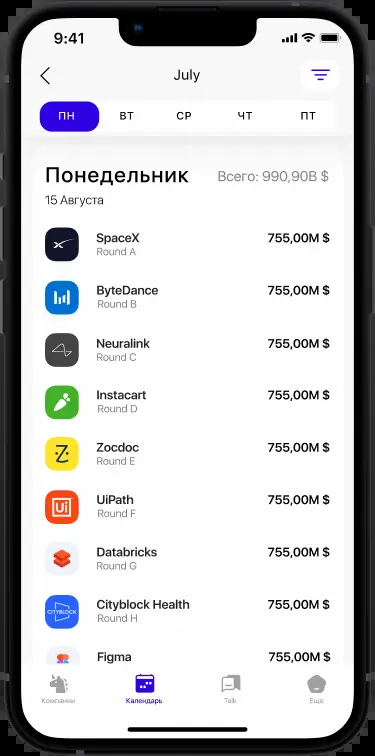 9:41
July
ПН ВТ СР ЧТ ПТ
Понедельник Всего: 990,90B $
15 Августа
SpaceX 755,00M $
Round A
ByteDance 755,00M $
Round B
Neuralink 755,00M $
Round C
Instacart 755,00M $
Round D
Zocdoc 755,00M $
Round E
UiPath 755,00M $
Ui
Round F
Databricks 755,00M $
Round G
Cityblock Health 755,00M $
CITYBLOCK
Round H
Figma 755,00M $
Компании Календарь Talk Еще